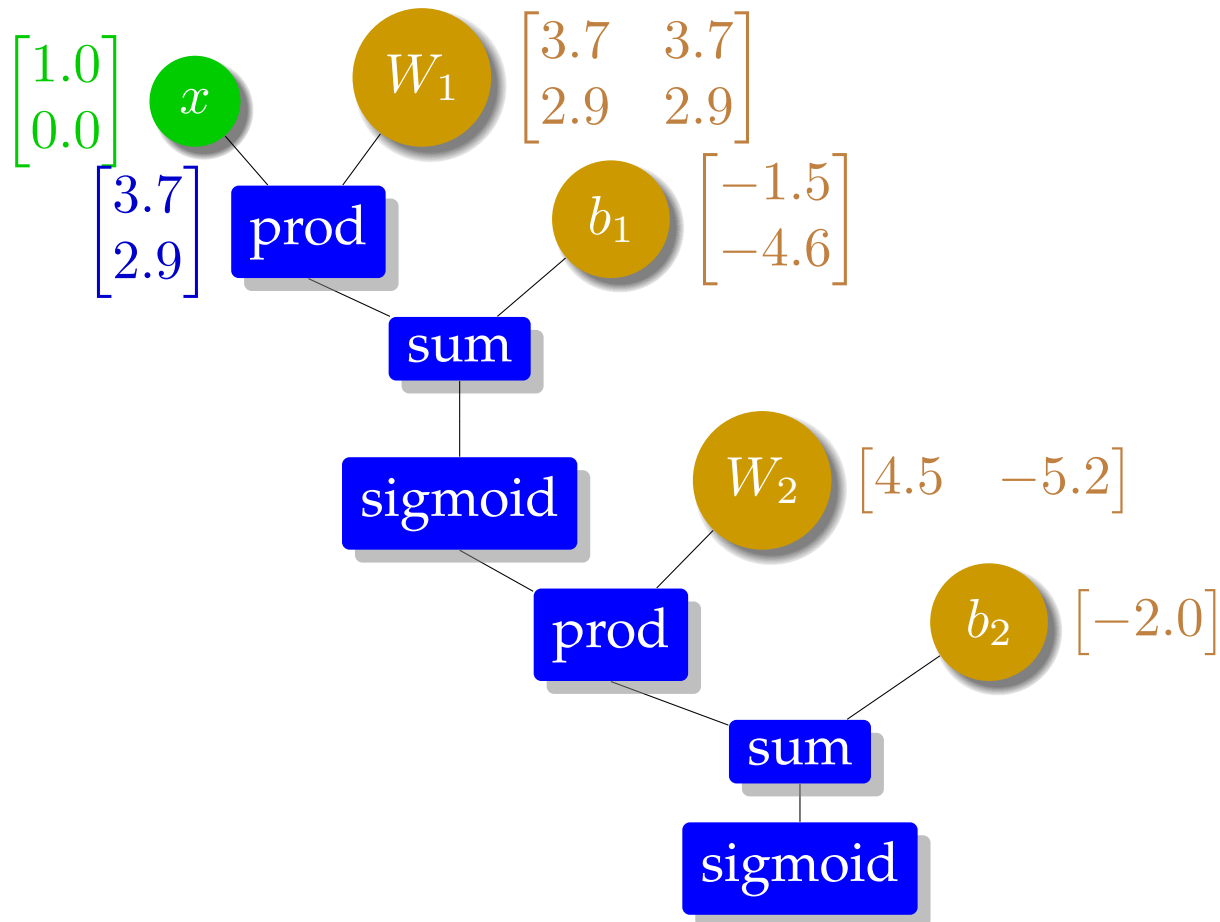 [1.0
0.0]
x
W₁
[3.7 3.7
2.9 2.9]
[3.7
2.9]
prod
b₁
[−1.5
−4.6]
sum
sigmoid
W₂
[4.5 −5.2]
prod
b₂
[−2.0]
sum
sigmoid